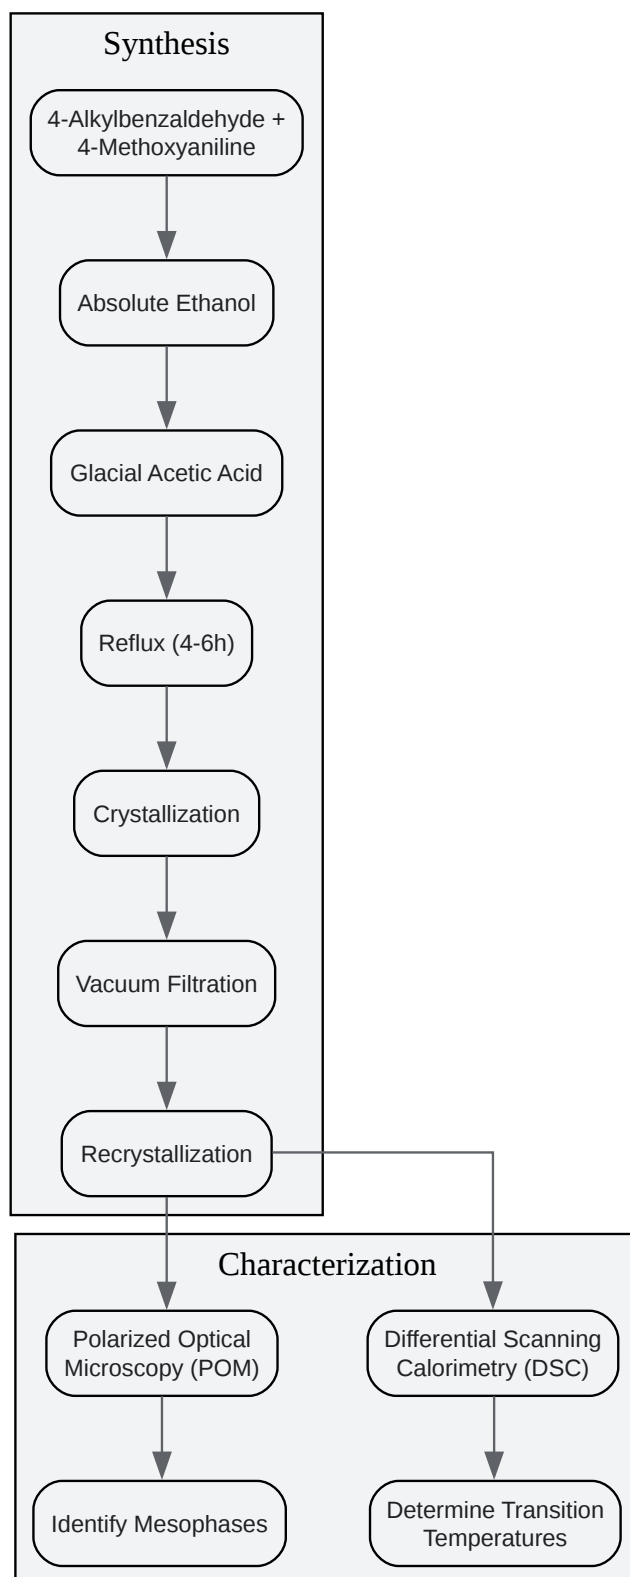 Synthesis
4-Alkylbenzaldehyde +
4-Methoxyaniline
Absolute Ethanol
Glacial Acetic Acid
Reflux (4-6h)
Crystallization
Vacuum Filtration
Recrystallization
Characterization
Polarized Optical
Microscopy (POM)
Differential Scanning
Calorimetry (DSC)
Identify Mesophases
Determine Transition
Temperatures